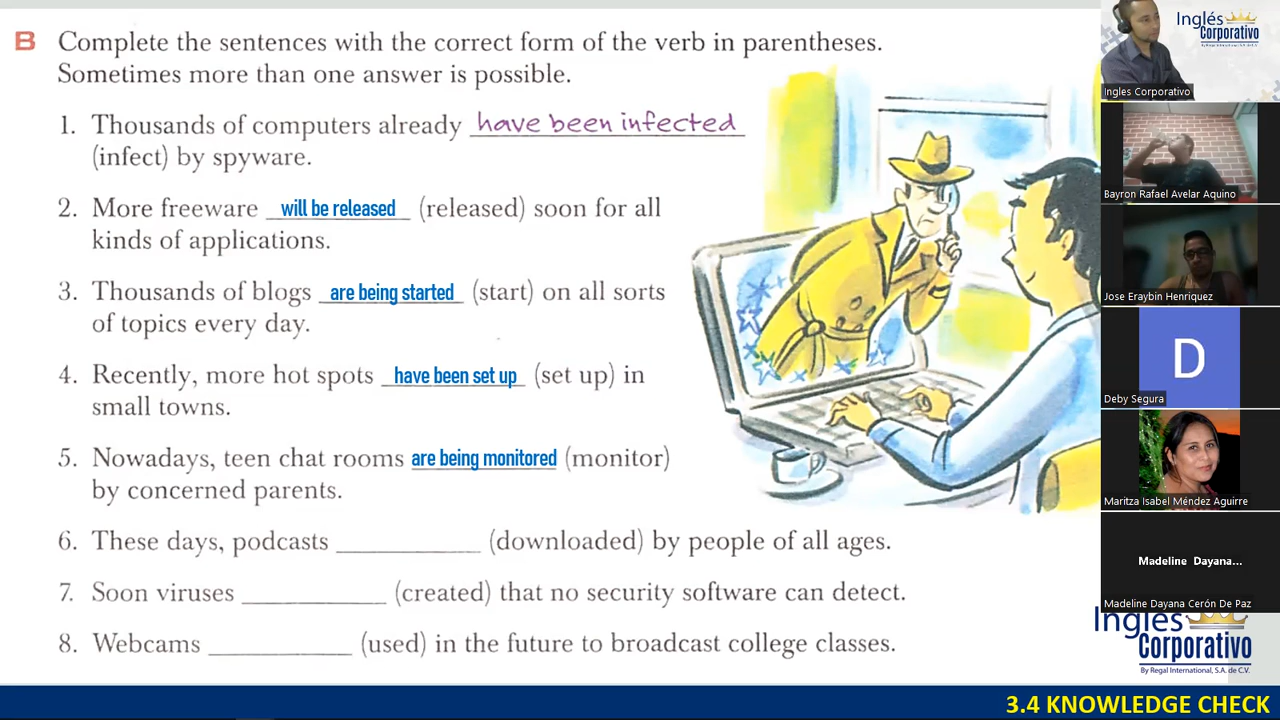 B Complete the sentences with the correct form of the verb in parentheses.
Sometimes more than one answer is possible.
1. Thousands of computers already have been infected
(infect) by spyware.
2. More freeware will be released (released) soon for all
kinds of applications.
3. Thousands of blogs are being started (start) on all sorts
of topics every day.
4. Recently, more hot spots have been set up (set up) in
small towns.
5. Nowadays, teen chat rooms are being monitored (monitor)
by concerned parents.
6. These days, podcasts __________ (downloaded) by people of all ages.
7. Soon viruses __________ (created) that no security software can detect.
8. Webcams __________ (used) in the future to broadcast college classes.
Inglés
Corporativo
By Regal International, S.A. de C.V.
Ingles Corporativo
Bayron Rafael Avelar Aquino
Jose Eraybin Henriquez
D
Deby Segura
Maritza Isabel Méndez Aguirre
Madeline Dayana...
Madeline Dayana Cerón De Paz
Inglés
Corporativo
By Regal International, S.A. de C.V.
3.4 KNOWLEDGE CHECK